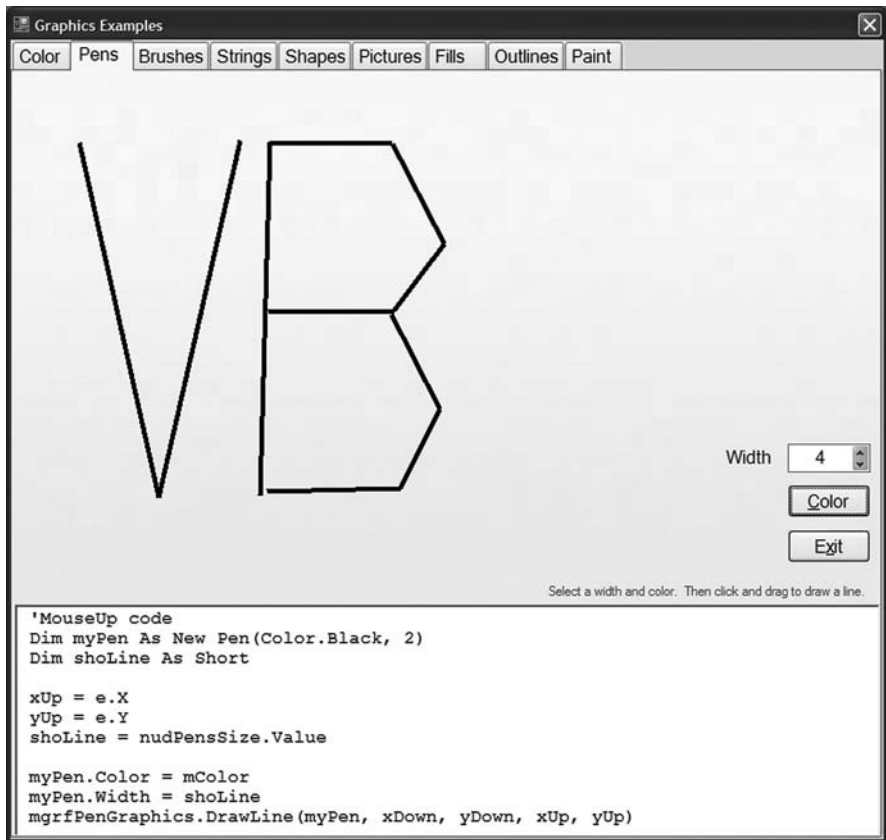 Graphics Examples
Color Pens Brushes Strings Shapes Pictures Fills Outlines Paint
VB
Width 4
Color
Exit
Select a width and color. Then click and drag to draw a line.
'MouseUp code
Dim myPen As New Pen(Color.Black, 2)
Dim shoLine As Short
xUp = e.X
yUp = e.Y
shoLine = nudPensSize.Value
myPen.Color = mColor
myPen.Width = shoLine
mgrfPenGraphics.DrawLine(myPen, xDown, yDown, xUp, yUp)